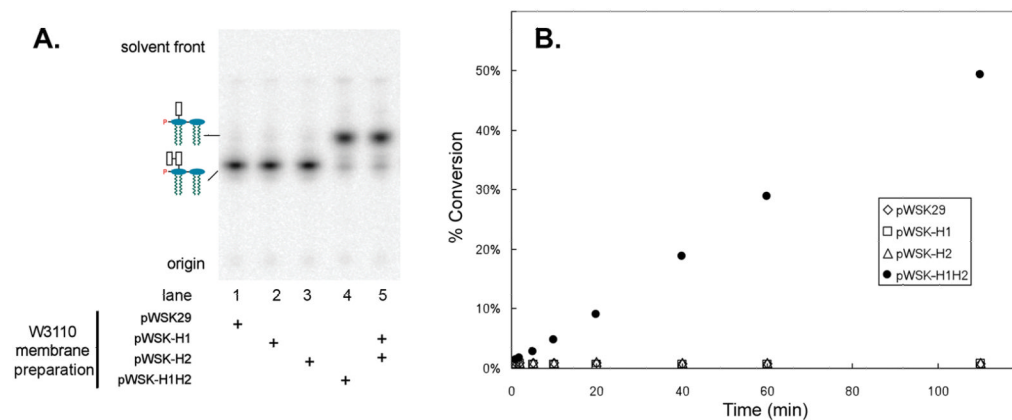 A.
solvent front
P
P
origin
lane 1 2 3 4 5
W3110
membrane
preparation
pWSK29 +
pWSK-H1 + +
pWSK-H2 + +
pWSK-H1H2 +
B.
% Conversion
50%
40%
30%
20%
10%
0%
0 20 40 60 80 100
Time (min)
pWSK29
pWSK-H1
pWSK-H2
pWSK-H1H2